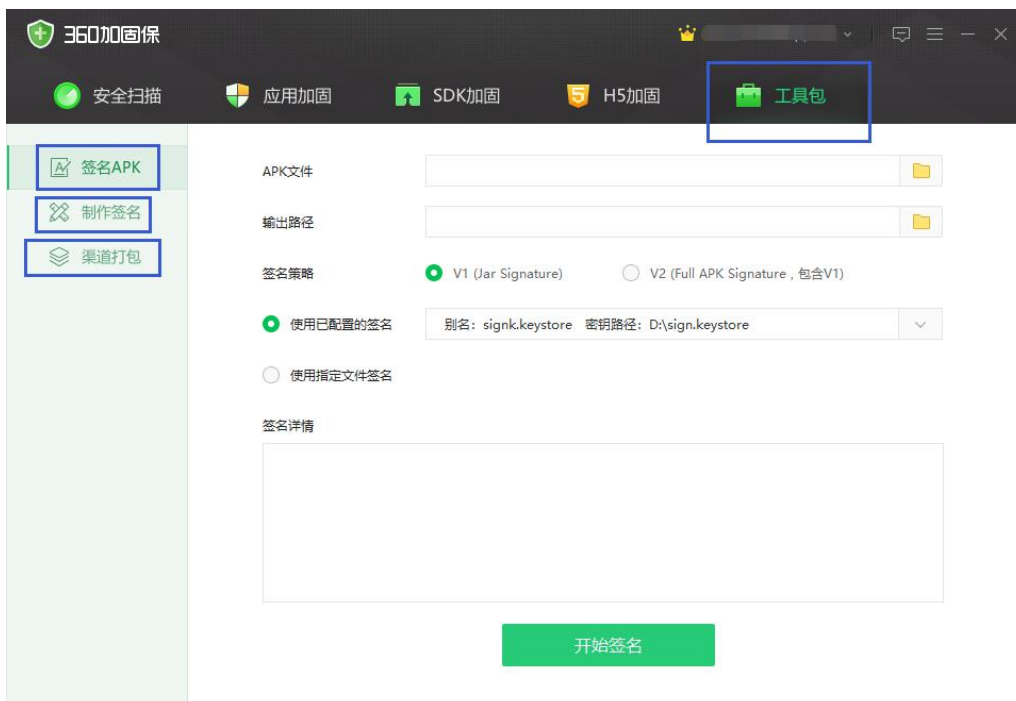 360加固保
安全扫描 应用加固 SDK加固 H5加固 工具包
签名APK
制作签名
渠道打包
APK文件
输出路径
签名策略 V1 (Jar Signature) V2 (Full APK Signature , 包含V1)
使用已配置的签名 别名: signk.keystore 密钥路径: D:\sign.keystore
使用指定文件签名
签名详情
开始签名